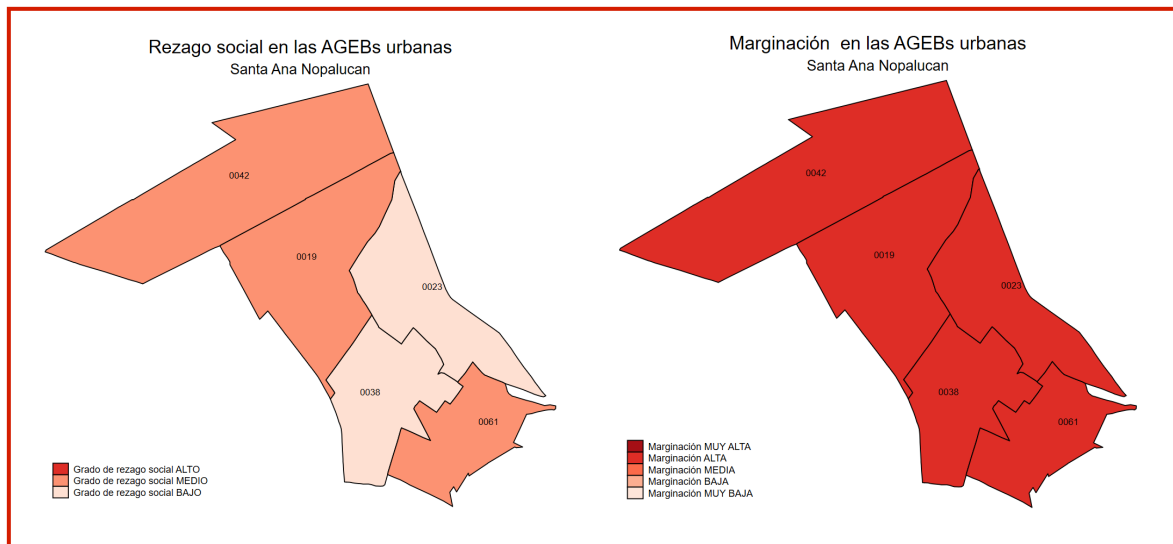 Rezago social en las AGEBs urbanas
Santa Ana Nopalucan
0042
0019
0023
0038
0061
Grado de rezago social ALTO
Grado de rezago social MEDIO
Grado de rezago social BAJO
Marginación en las AGEBs urbanas
Santa Ana Nopalucan
0042
0019
0023
0038
0061
Marginación MUY ALTA
Marginación ALTA
Marginación MEDIA
Marginación BAJA
Marginación MUY BAJA